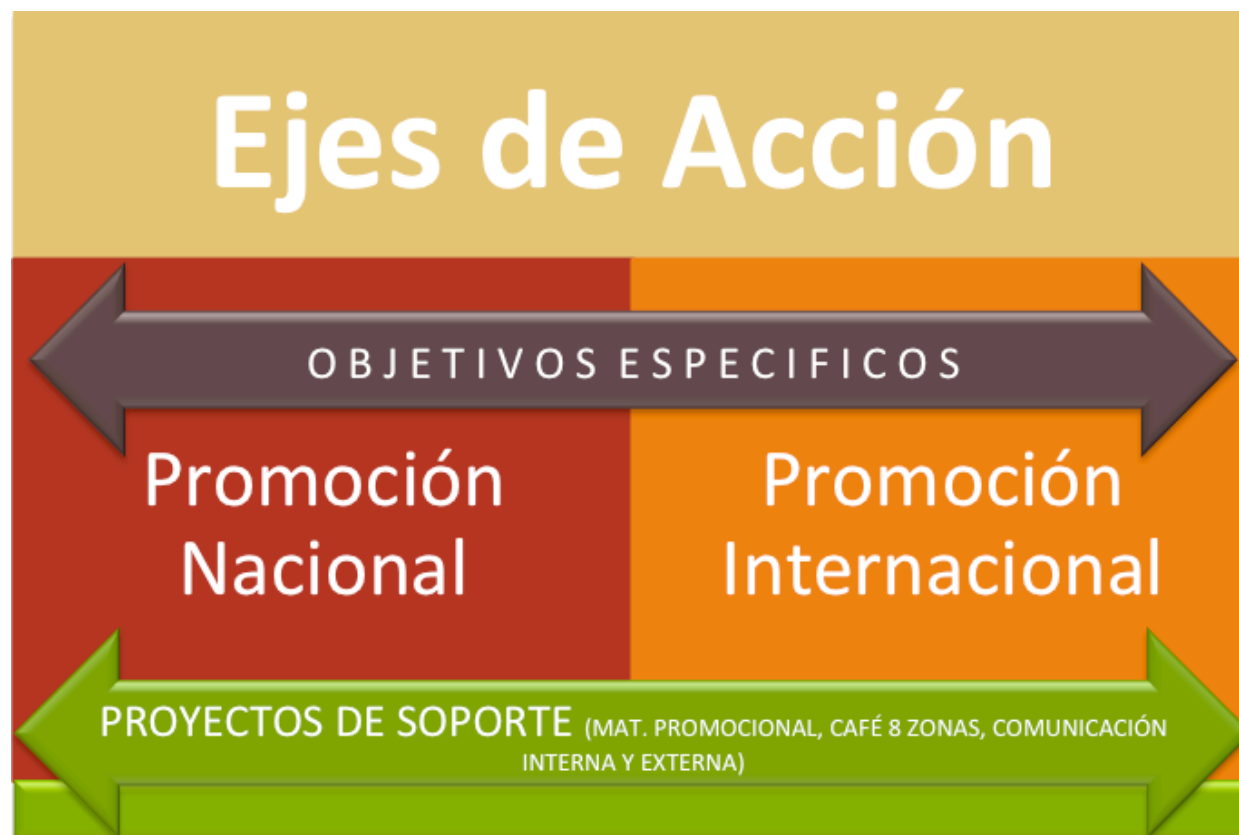 Ejes de Acción
OBJETIVOS ESPECIFICOS
Promoción
Nacional
Promoción
Internacional
PROYECTOS DE SOPORTE (MAT. PROMOCIONAL, CAFÉ 8 ZONAS, COMUNICACIÓN
INTERNA Y EXTERNA)